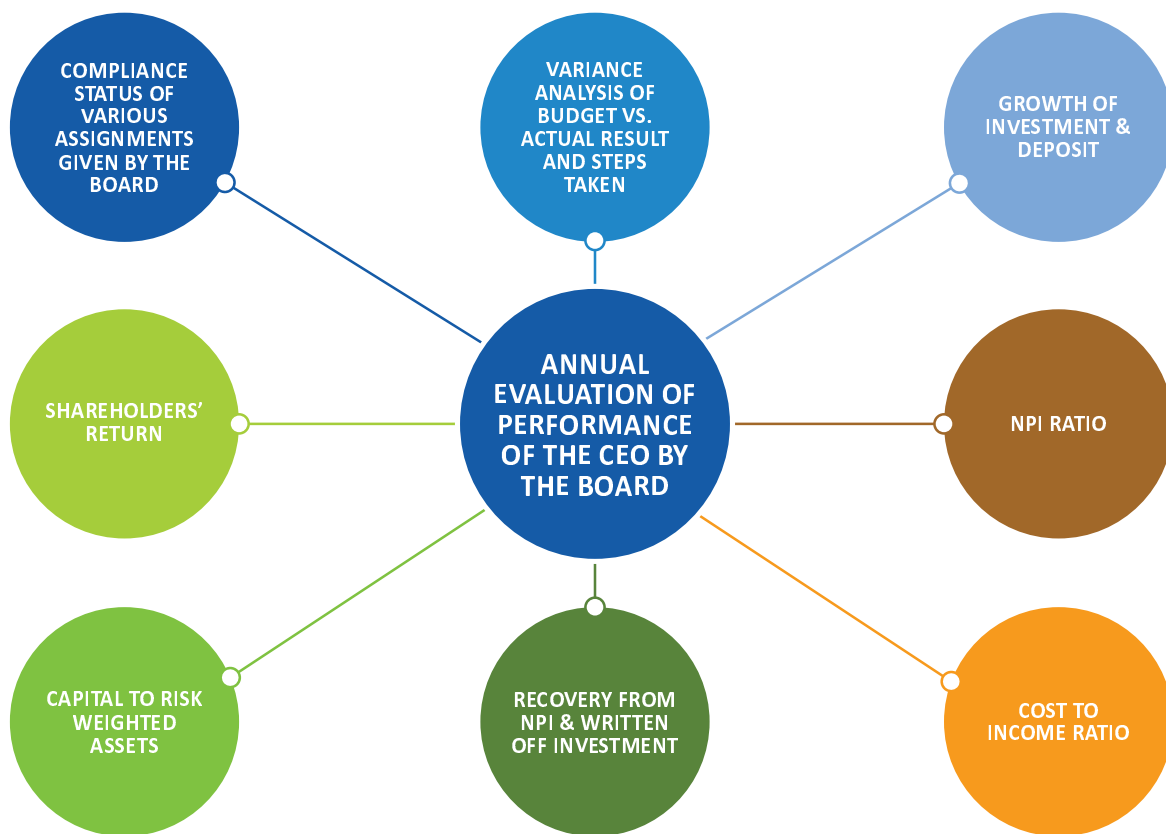 COMPLIANCE
STATUS OF
VARIOUS
ASSIGNMENTS
GIVEN BY THE
BOARD
VARIANCE
ANALYSIS OF
BUDGET VS.
ACTUAL RESULT
AND STEPS
TAKEN
GROWTH OF
INVESTMENT &
DEPOSIT
SHAREHOLDERS’
RETURN
ANNUAL
EVALUATION OF
PERFORMANCE
OF THE CEO BY
THE BOARD
NPI RATIO
CAPITAL TO RISK
WEIGHTED
ASSETS
RECOVERY FROM
NPI & WRITTEN
OFF INVESTMENT
COST TO
INCOME RATIO